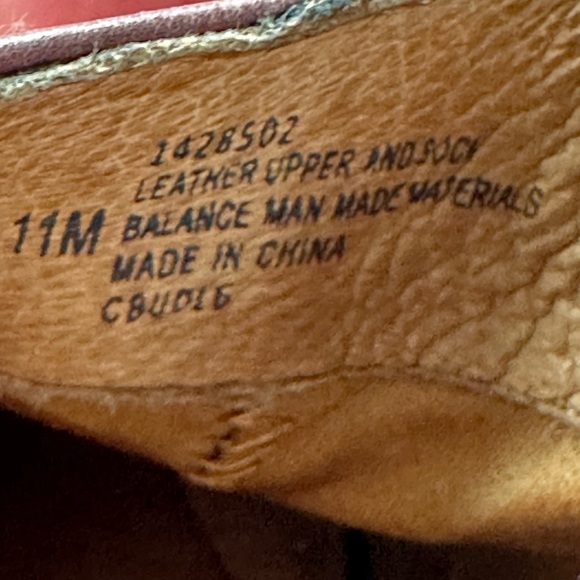 1428502
LEATHER UPPER AND SOCK
11M BALANCE MAN MADE MATERIALS
MADE IN CHINA